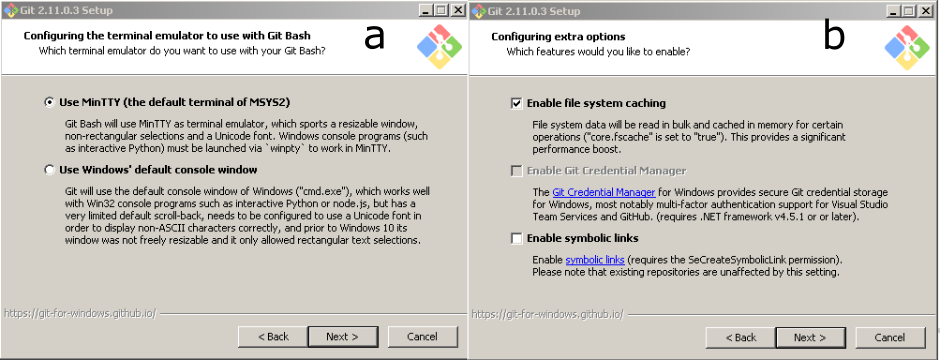 Git 2.11.0.3 Setup
Configuring the terminal emulator to use with Git Bash
Which terminal emulator do you want to use with your Git Bash?
a
Use MinTTY (the default terminal of MSYS2)
Git Bash will use MinTTY as terminal emulator, which sports a resizable window,
non-rectangular selections and a Unicode font. Windows console programs (such
as interactive Python) must be launched via `winpty` to work in MinTTY.
Use Windows' default console window
Git will use the default console window of Windows ("cmd.exe"), which works well
with Win32 console programs such as interactive Python or node.js, but has a
very limited default scroll-back, needs to be configured to use a Unicode font in
order to display non-ASCII characters correctly, and prior to Windows 10 its
window was not freely resizable and it only allowed rectangular text selections.
https://git-for-windows.github.io/
< Back
Next >
Cancel
Git 2.11.0.3 Setup
Configuring extra options
Which features would you like to enable?
b
Enable file system caching
File system data will be read in bulk and cached in memory for certain
operations ("core.fscache" is set to "true"). This provides a significant
performance boost.
Enable Git Credential Manager
The Git Credential Manager for Windows provides secure Git credential storage
for Windows, most notably multi-factor authentication support for Visual Studio
Team Services and GitHub. (requires .NET framework v4.5.1 or or later).
Enable symbolic links
Enable symbolic links (requires the SeCreateSymbolicLink permission).
Please note that existing repositories are unaffected by this setting.
https://git-for-windows.github.io/
< Back
Next >
Cancel